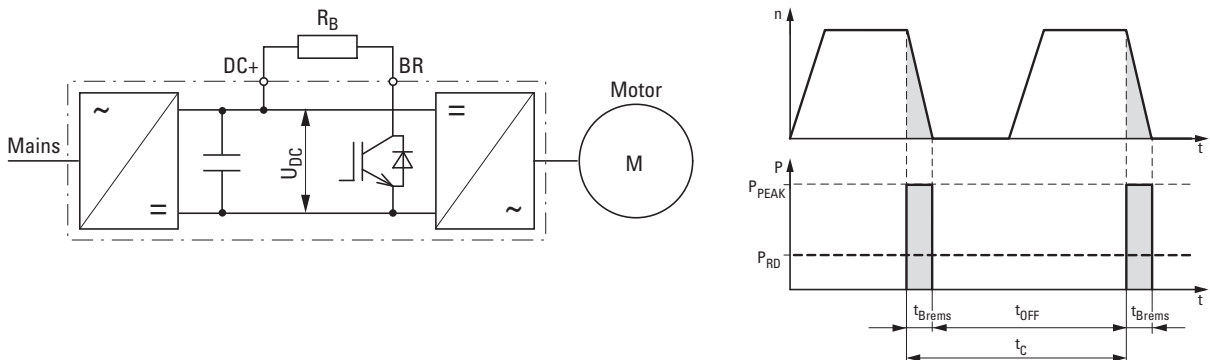 R_B
DC+
BR
~
=
Mains
U_DC
=
~
Motor
M
n
t
P
P_PEAK
P_RD
t
t_Brems
t_OFF
t_Brems
t_C